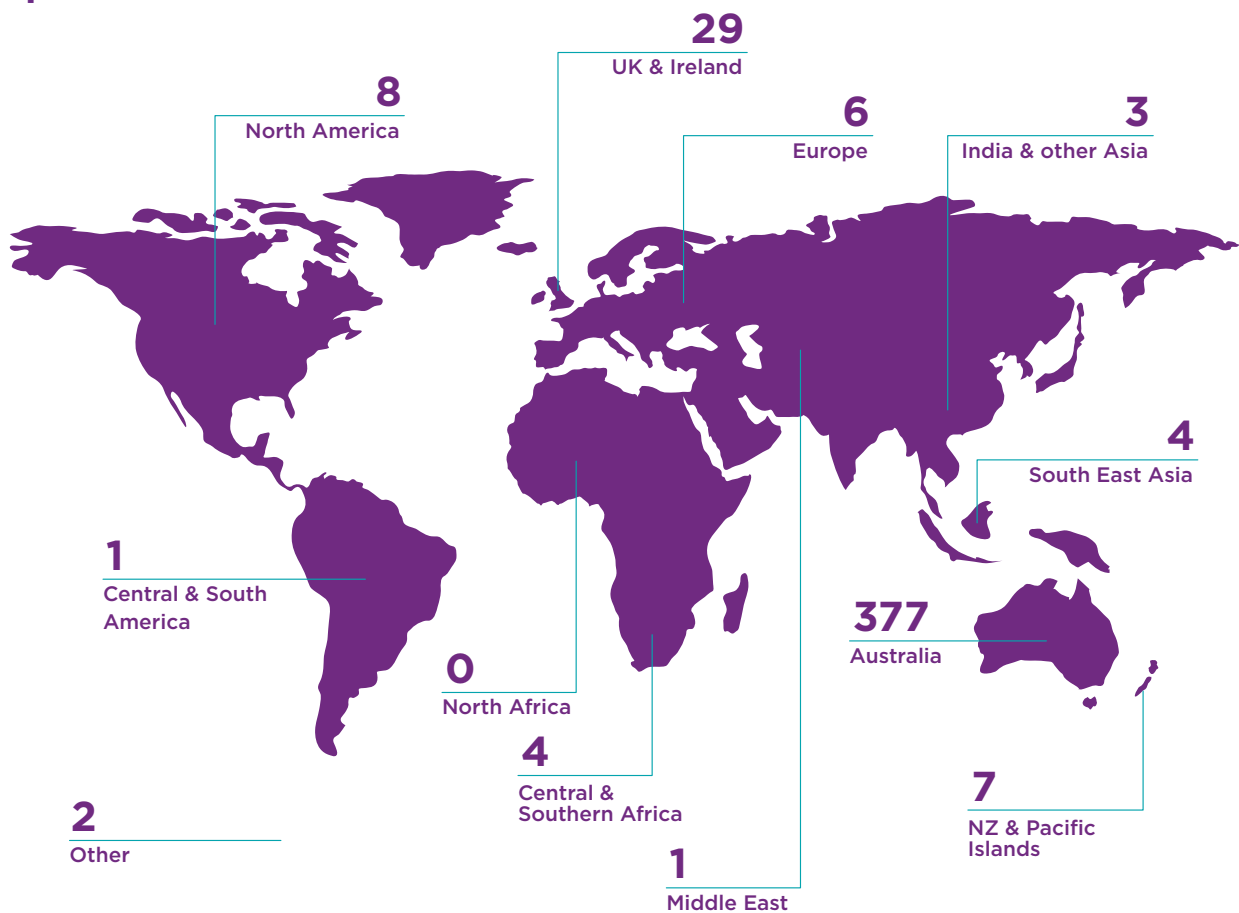 29
UK & Ireland
8
North America
6
Europe
3
India & other Asia
4
South East Asia
1
Central & South
America
377
Australia
0
North Africa
4
Central &
Southern Africa
7
NZ & Pacific
Islands
2
Other
1
Middle East